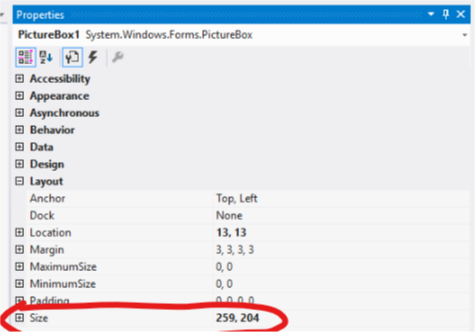 Properties
PictureBox1 System.Windows.Forms.PictureBox
Accessibility
Appearance
Asynchronous
Behavior
Data
Design
Layout
Anchor Top, Left
Dock None
Location 13, 13
Margin 3, 3, 3, 3
MaximumSize 0, 0
MinimumSize 0, 0
Padding 0, 0, 0, 0
Size 259, 204